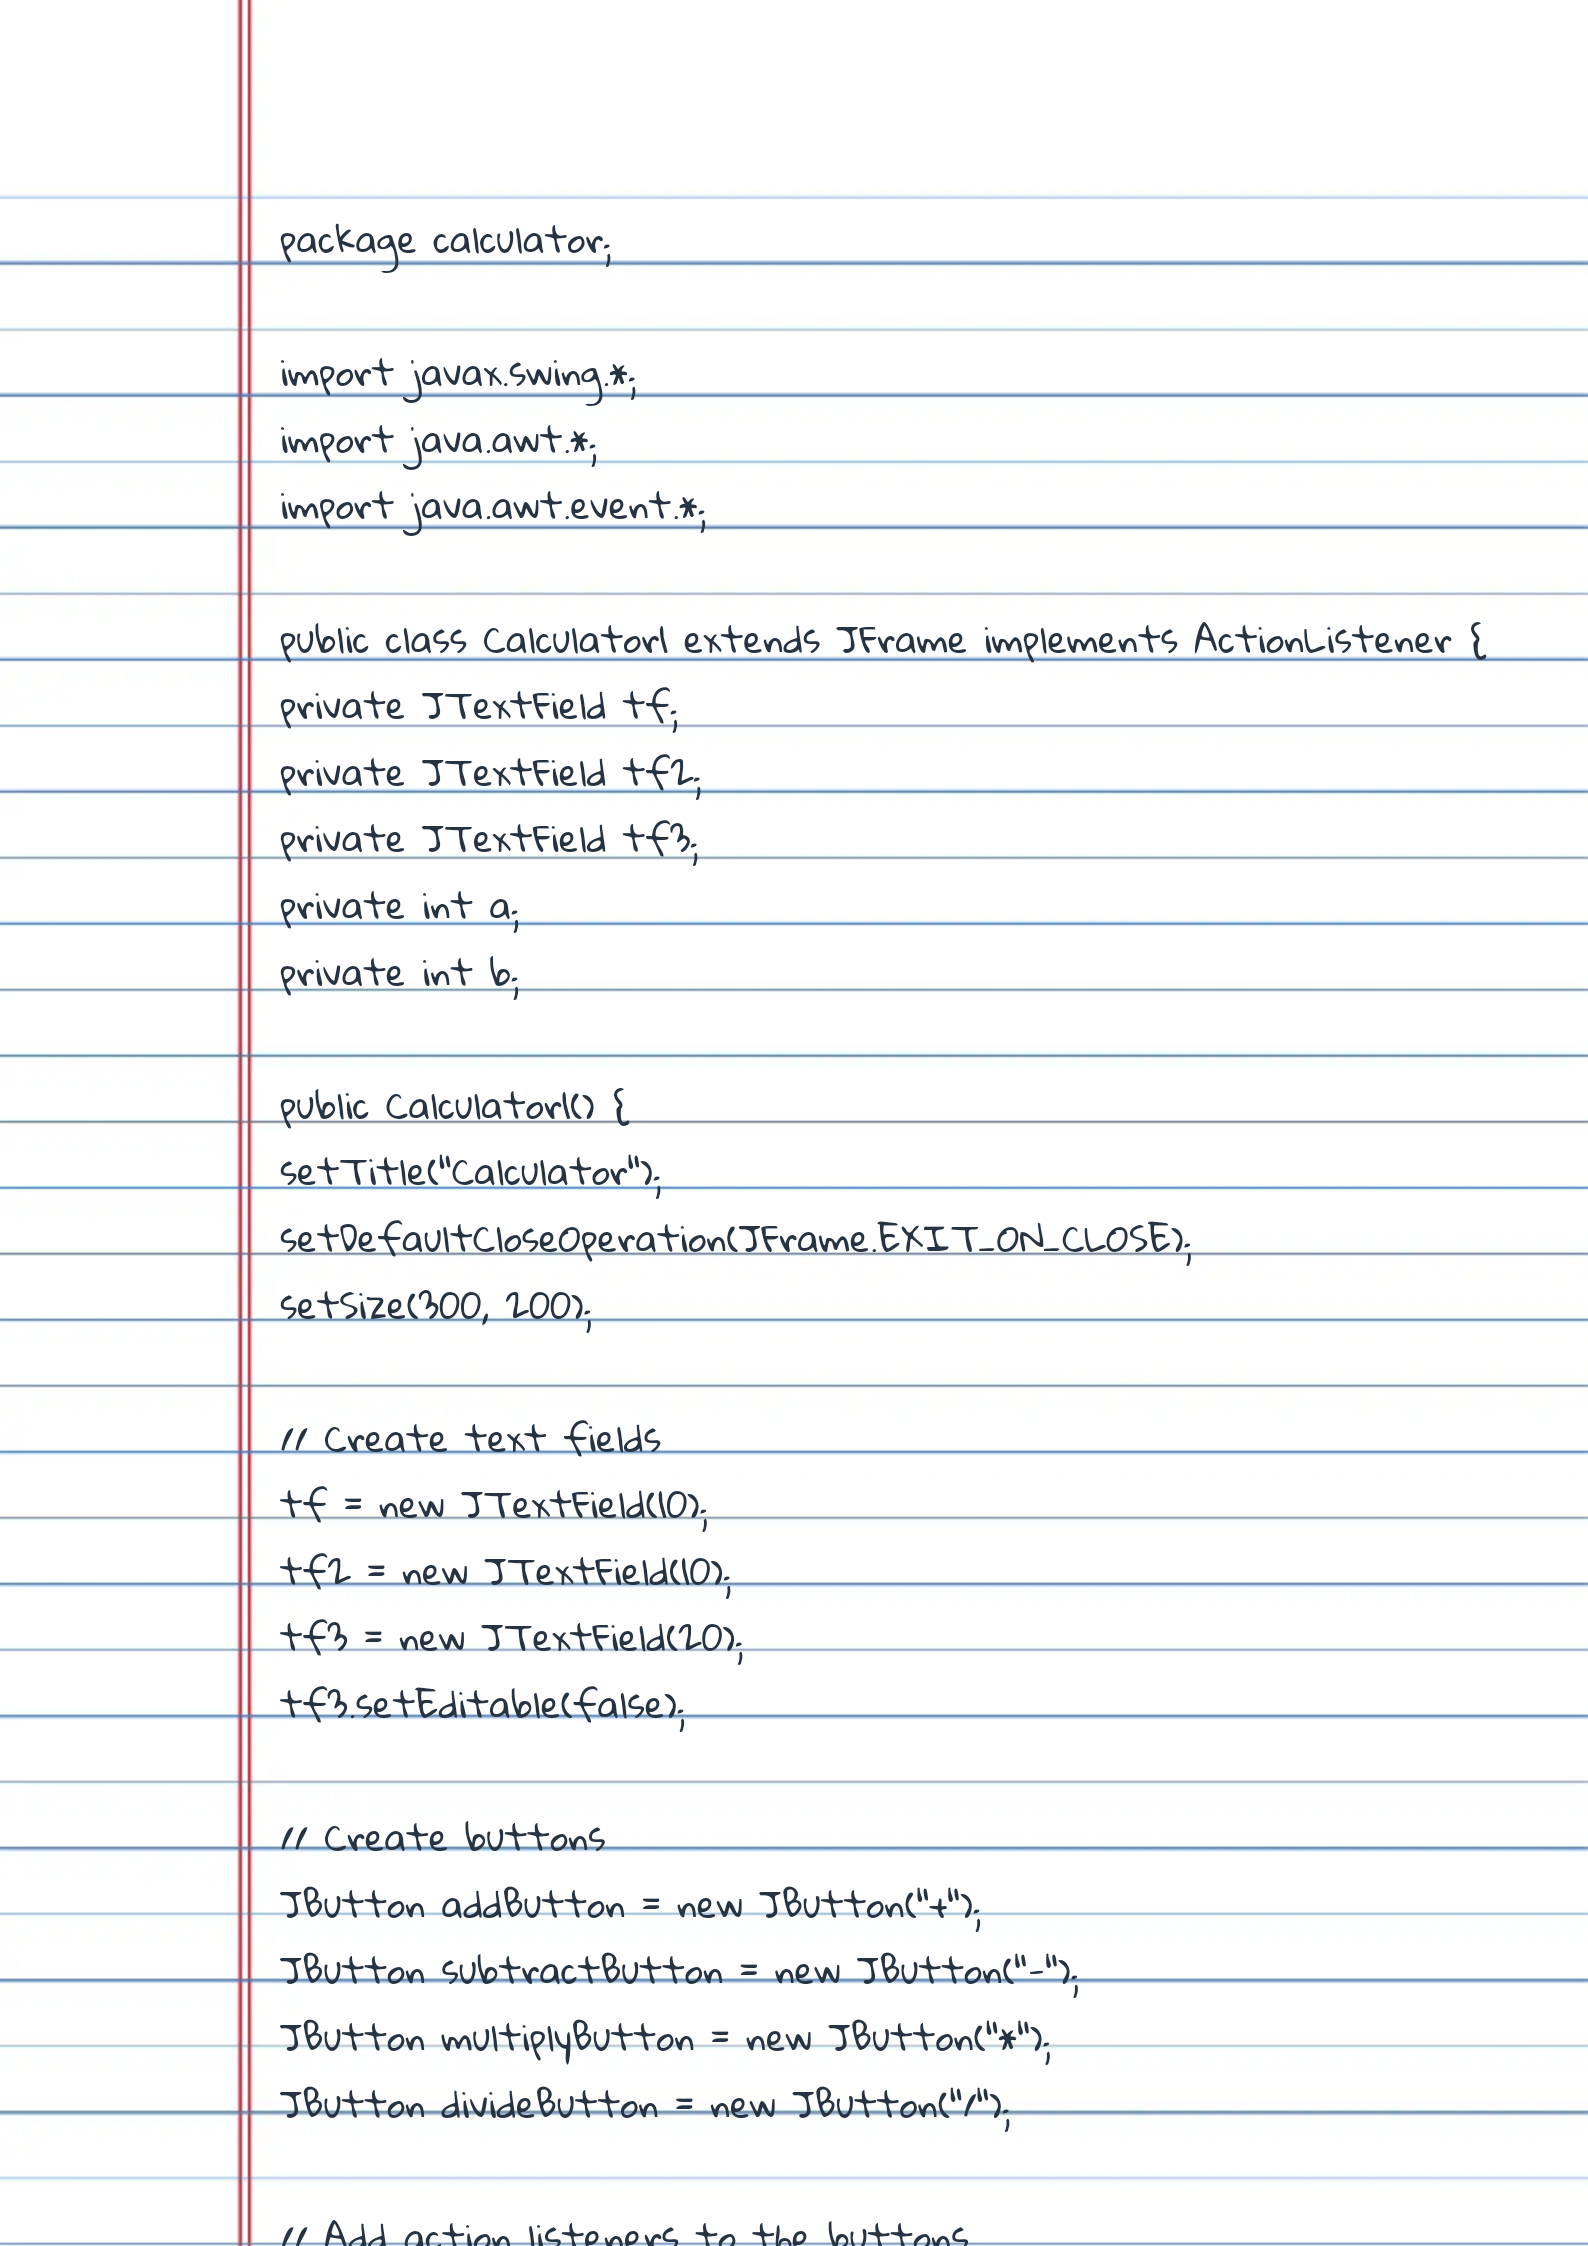 package calculator;
import javax.swing.*;
import java.awt.*;
import java.awt.event.*;
public class Calculator1 extends JFrame implements ActionListener {
private JTextField tf;
private JTextField tf2;
private JTextField tf3;
private int a;
private int b;
public Calculator1() {
setTitle("Calculator");
setDefaultCloseOperation(JFrame.EXIT_ON_CLOSE);
setSize(300, 200);
// Create text fields
tf = new JTextField(10);
tf2 = new JTextField(10);
tf3 = new JTextField(20);
tf3.setEditable(false);
// Create buttons
JButton addButton = new JButton("+");
JButton subtractButton = new JButton("-");
JButton multiplyButton = new JButton("*");
JButton divideButton = new JButton("/");
// Add action listeners to the buttons